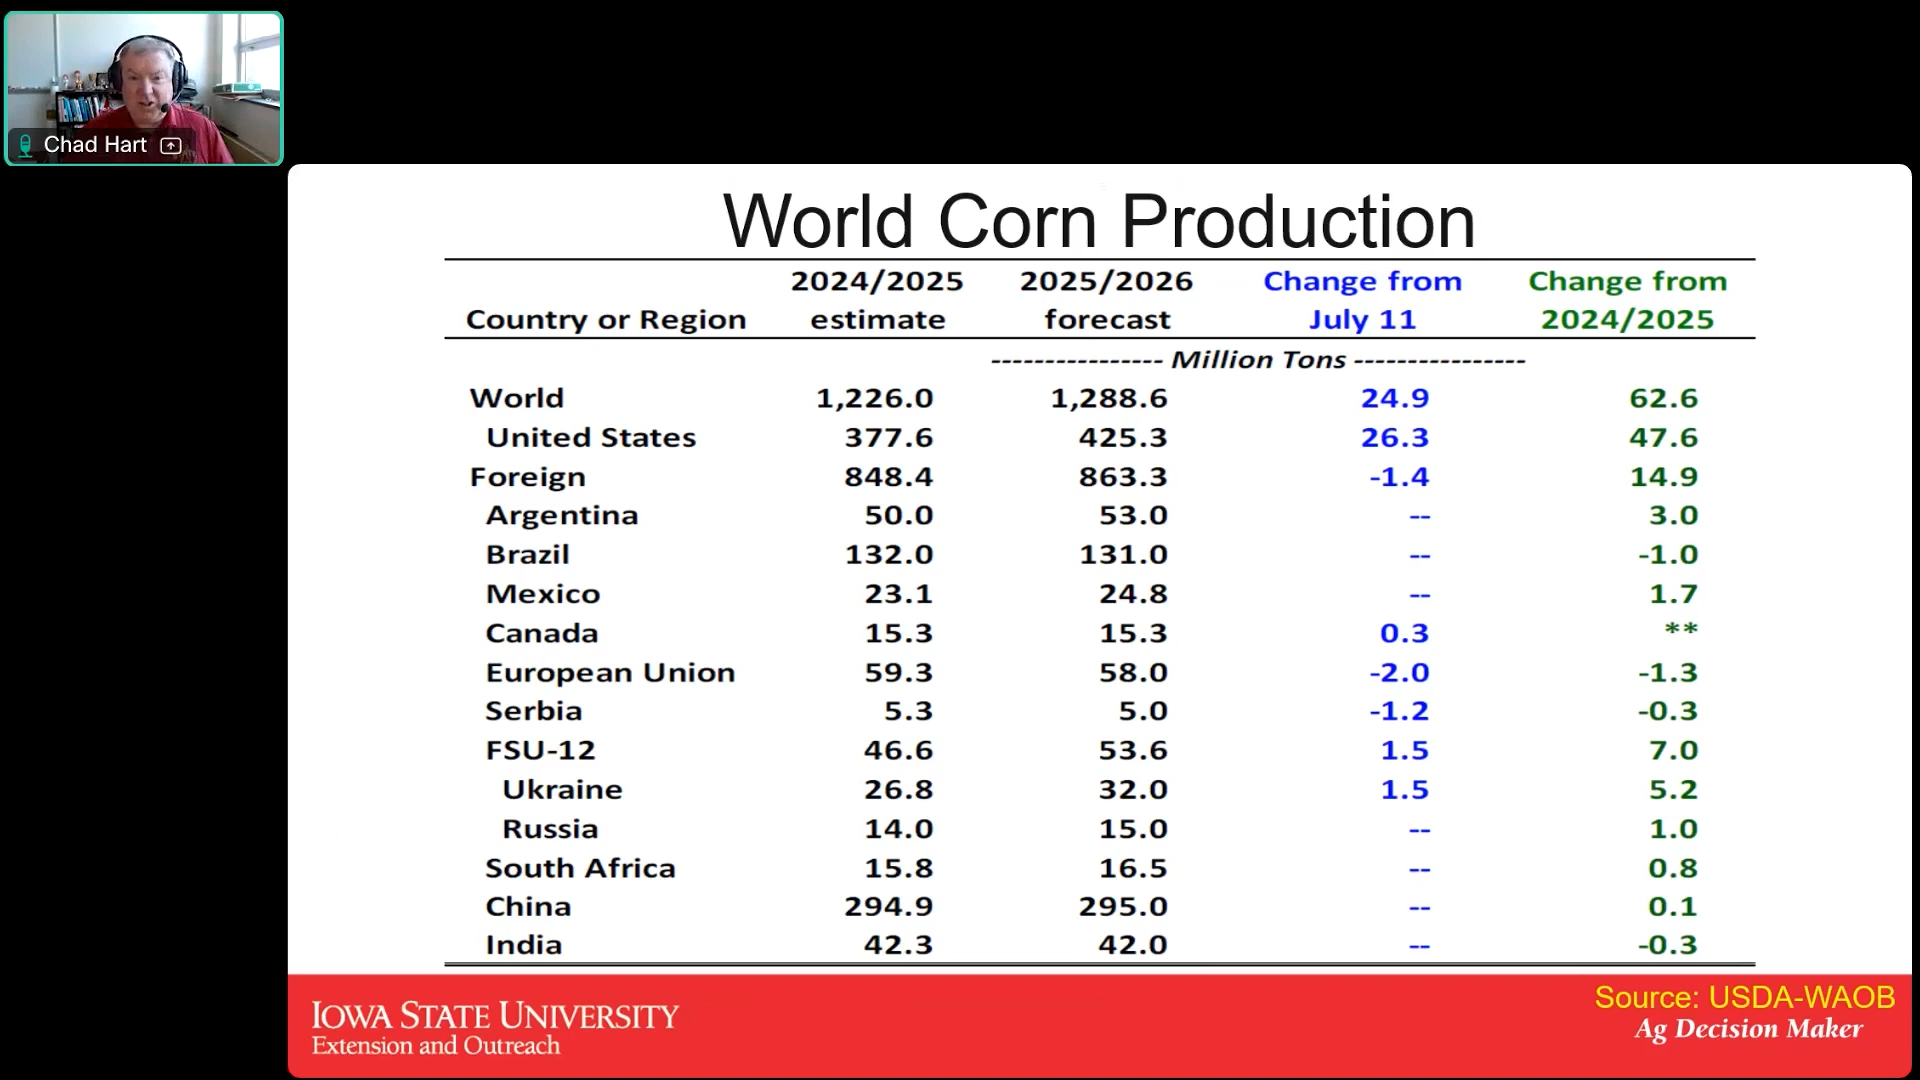 Chad Hart
World Corn Production
Country or Region 2024/2025 estimate 2025/2026 forecast Change from July 11 Change from 2024/2025
---------------- Million Tons ----------------
World 1,226.0 1,288.6 24.9 62.6
United States 377.6 425.3 26.3 47.6
Foreign 848.4 863.3 -1.4 14.9
Argentina 50.0 53.0 -- 3.0
Brazil 132.0 131.0 -- -1.0
Mexico 23.1 24.8 -- 1.7
Canada 15.3 15.3 0.3 **
European Union 59.3 58.0 -2.0 -1.3
Serbia 5.3 5.0 -1.2 -0.3
FSU-12 46.6 53.6 1.5 7.0
Ukraine 26.8 32.0 1.5 5.2
Russia 14.0 15.0 -- 1.0
South Africa 15.8 16.5 -- 0.8
China 294.9 295.0 -- 0.1
India 42.3 42.0 -- -0.3
Source: USDA-WAOB
IOWA STATE UNIVERSITY
Extension and Outreach
Ag Decision Maker